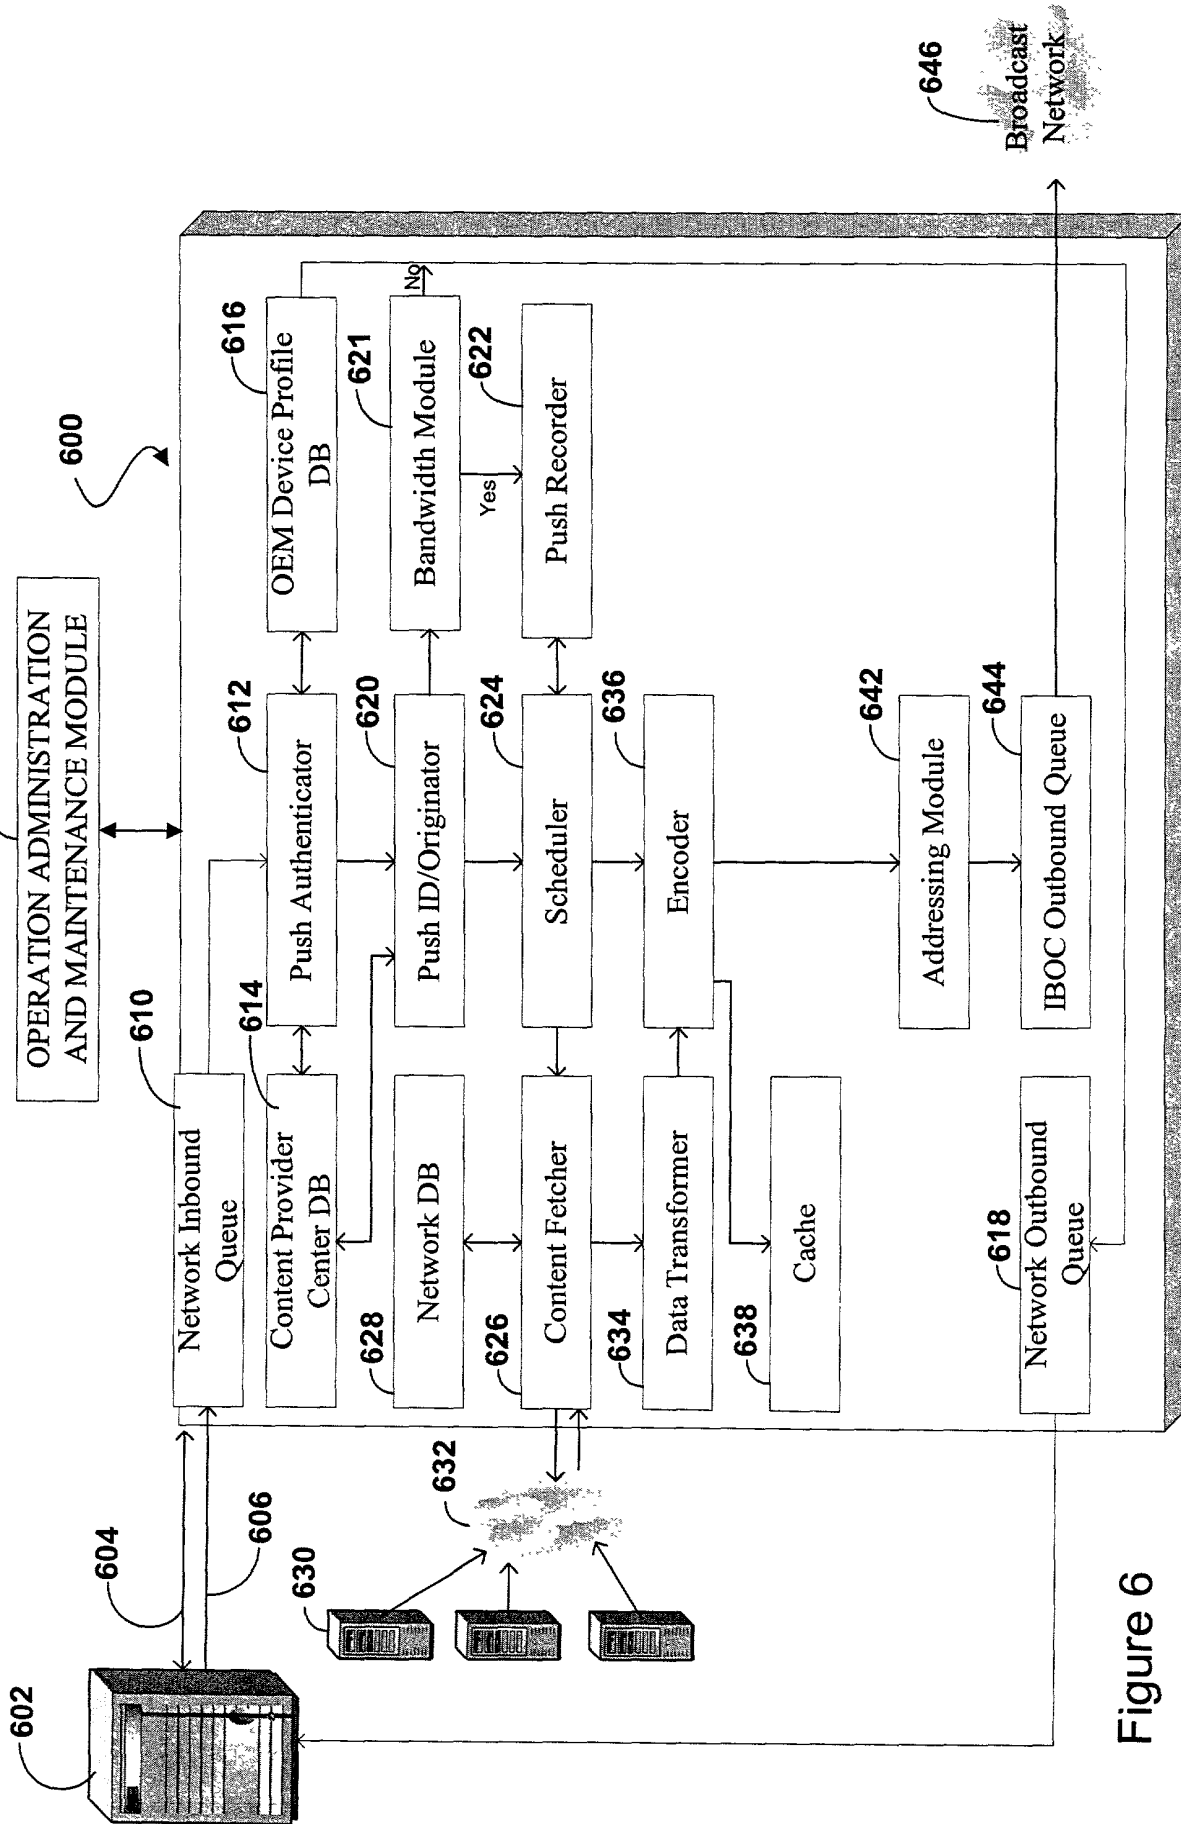 OPERATION ADMINISTRATION
AND MAINTENANCE MODULE
600
602
604
606
610
Network Inbound
Queue
612
Push Authenticator
614
Content Provider
Center DB
616
OEM Device Profile
DB
620
Push ID/Originator
621
Bandwidth Module
No
Yes
622
Push Recorder
624
Scheduler
628
Network DB
626
Content Fetcher
630
632
634
Data Transformer
636
Encoder
638
Cache
642
Addressing Module
644
IBOC Outbound Queue
618
Network Outbound
Queue
646
Broadcast
Network
Figure 6